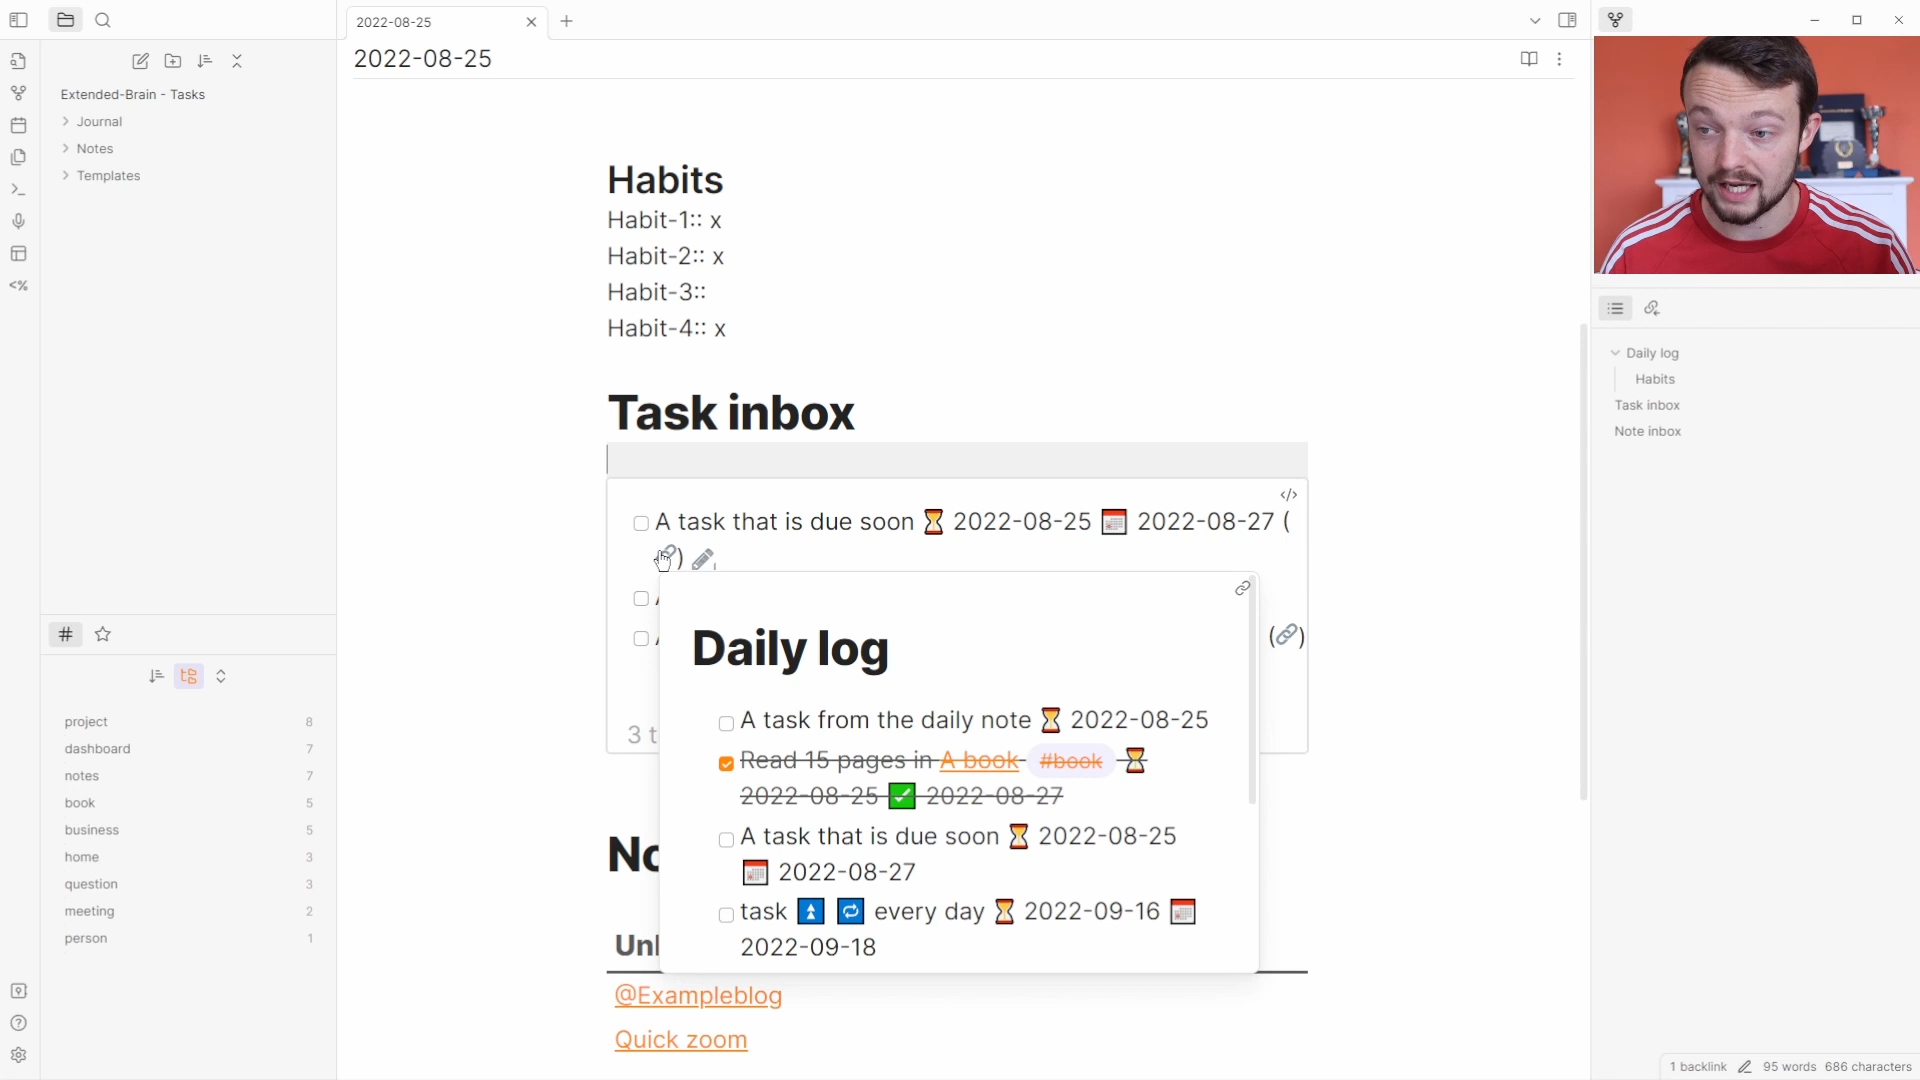 2022-08-25
2022-08-25
Extended-Brain - Tasks
Journal
Notes
Templates
<%
#
project 8
dashboard 7
notes 7
book 5
business 5
home 3
question 3
meeting 2
person 1
Habits
Habit-1:: x
Habit-2:: x
Habit-3::
Habit-4:: x
Task inbox
</>
A task that is due soon ⏳ 2022-08-25 📅 2022-08-27 (
🔗) ✏
(🔗)
3 t
Daily log
A task from the daily note ⏳ 2022-08-25
Read 15 pages in A book #book ⏳
2022-08-25 ✅ 2022-08-27
A task that is due soon ⏳ 2022-08-25
📅 2022-08-27
task ⏫ 🔁 every day ⏳ 2022-09-16 📅
2022-09-18
@Exampleblog
Quick zoom
Daily log
Habits
Task inbox
Note inbox
1 backlink 95 words 686 characters